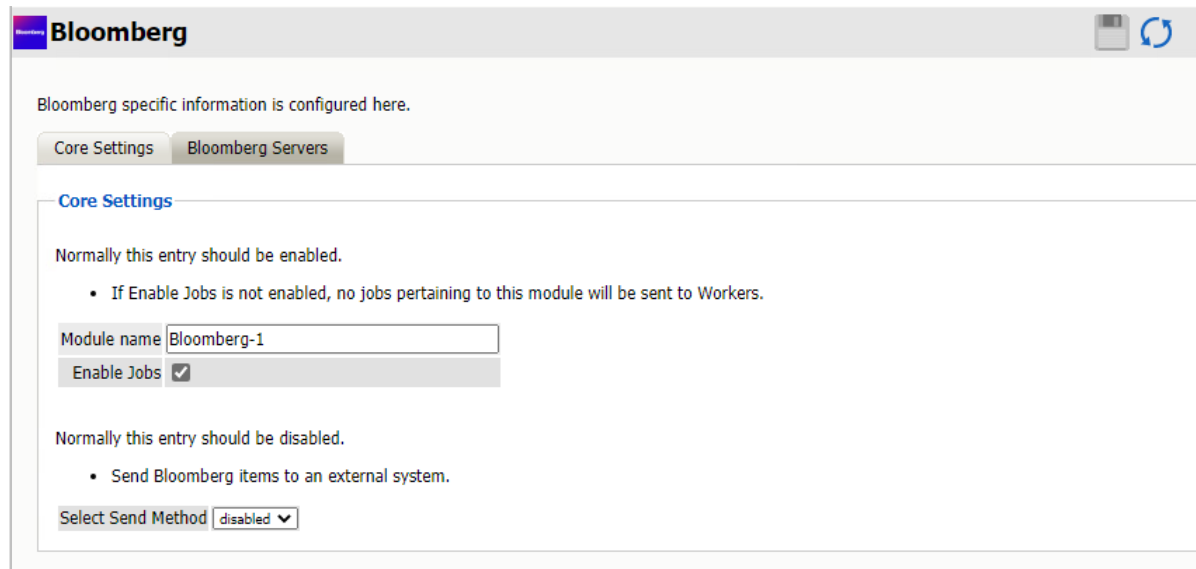 Bloomberg
Bloomberg
Bloomberg specific information is configured here.
Core Settings
Bloomberg Servers
Core Settings
Normally this entry should be enabled.
• If Enable Jobs is not enabled, no jobs pertaining to this module will be sent to Workers.
Module name Bloomberg-1
Enable Jobs
Normally this entry should be disabled.
• Send Bloomberg items to an external system.
Select Send Method disabled